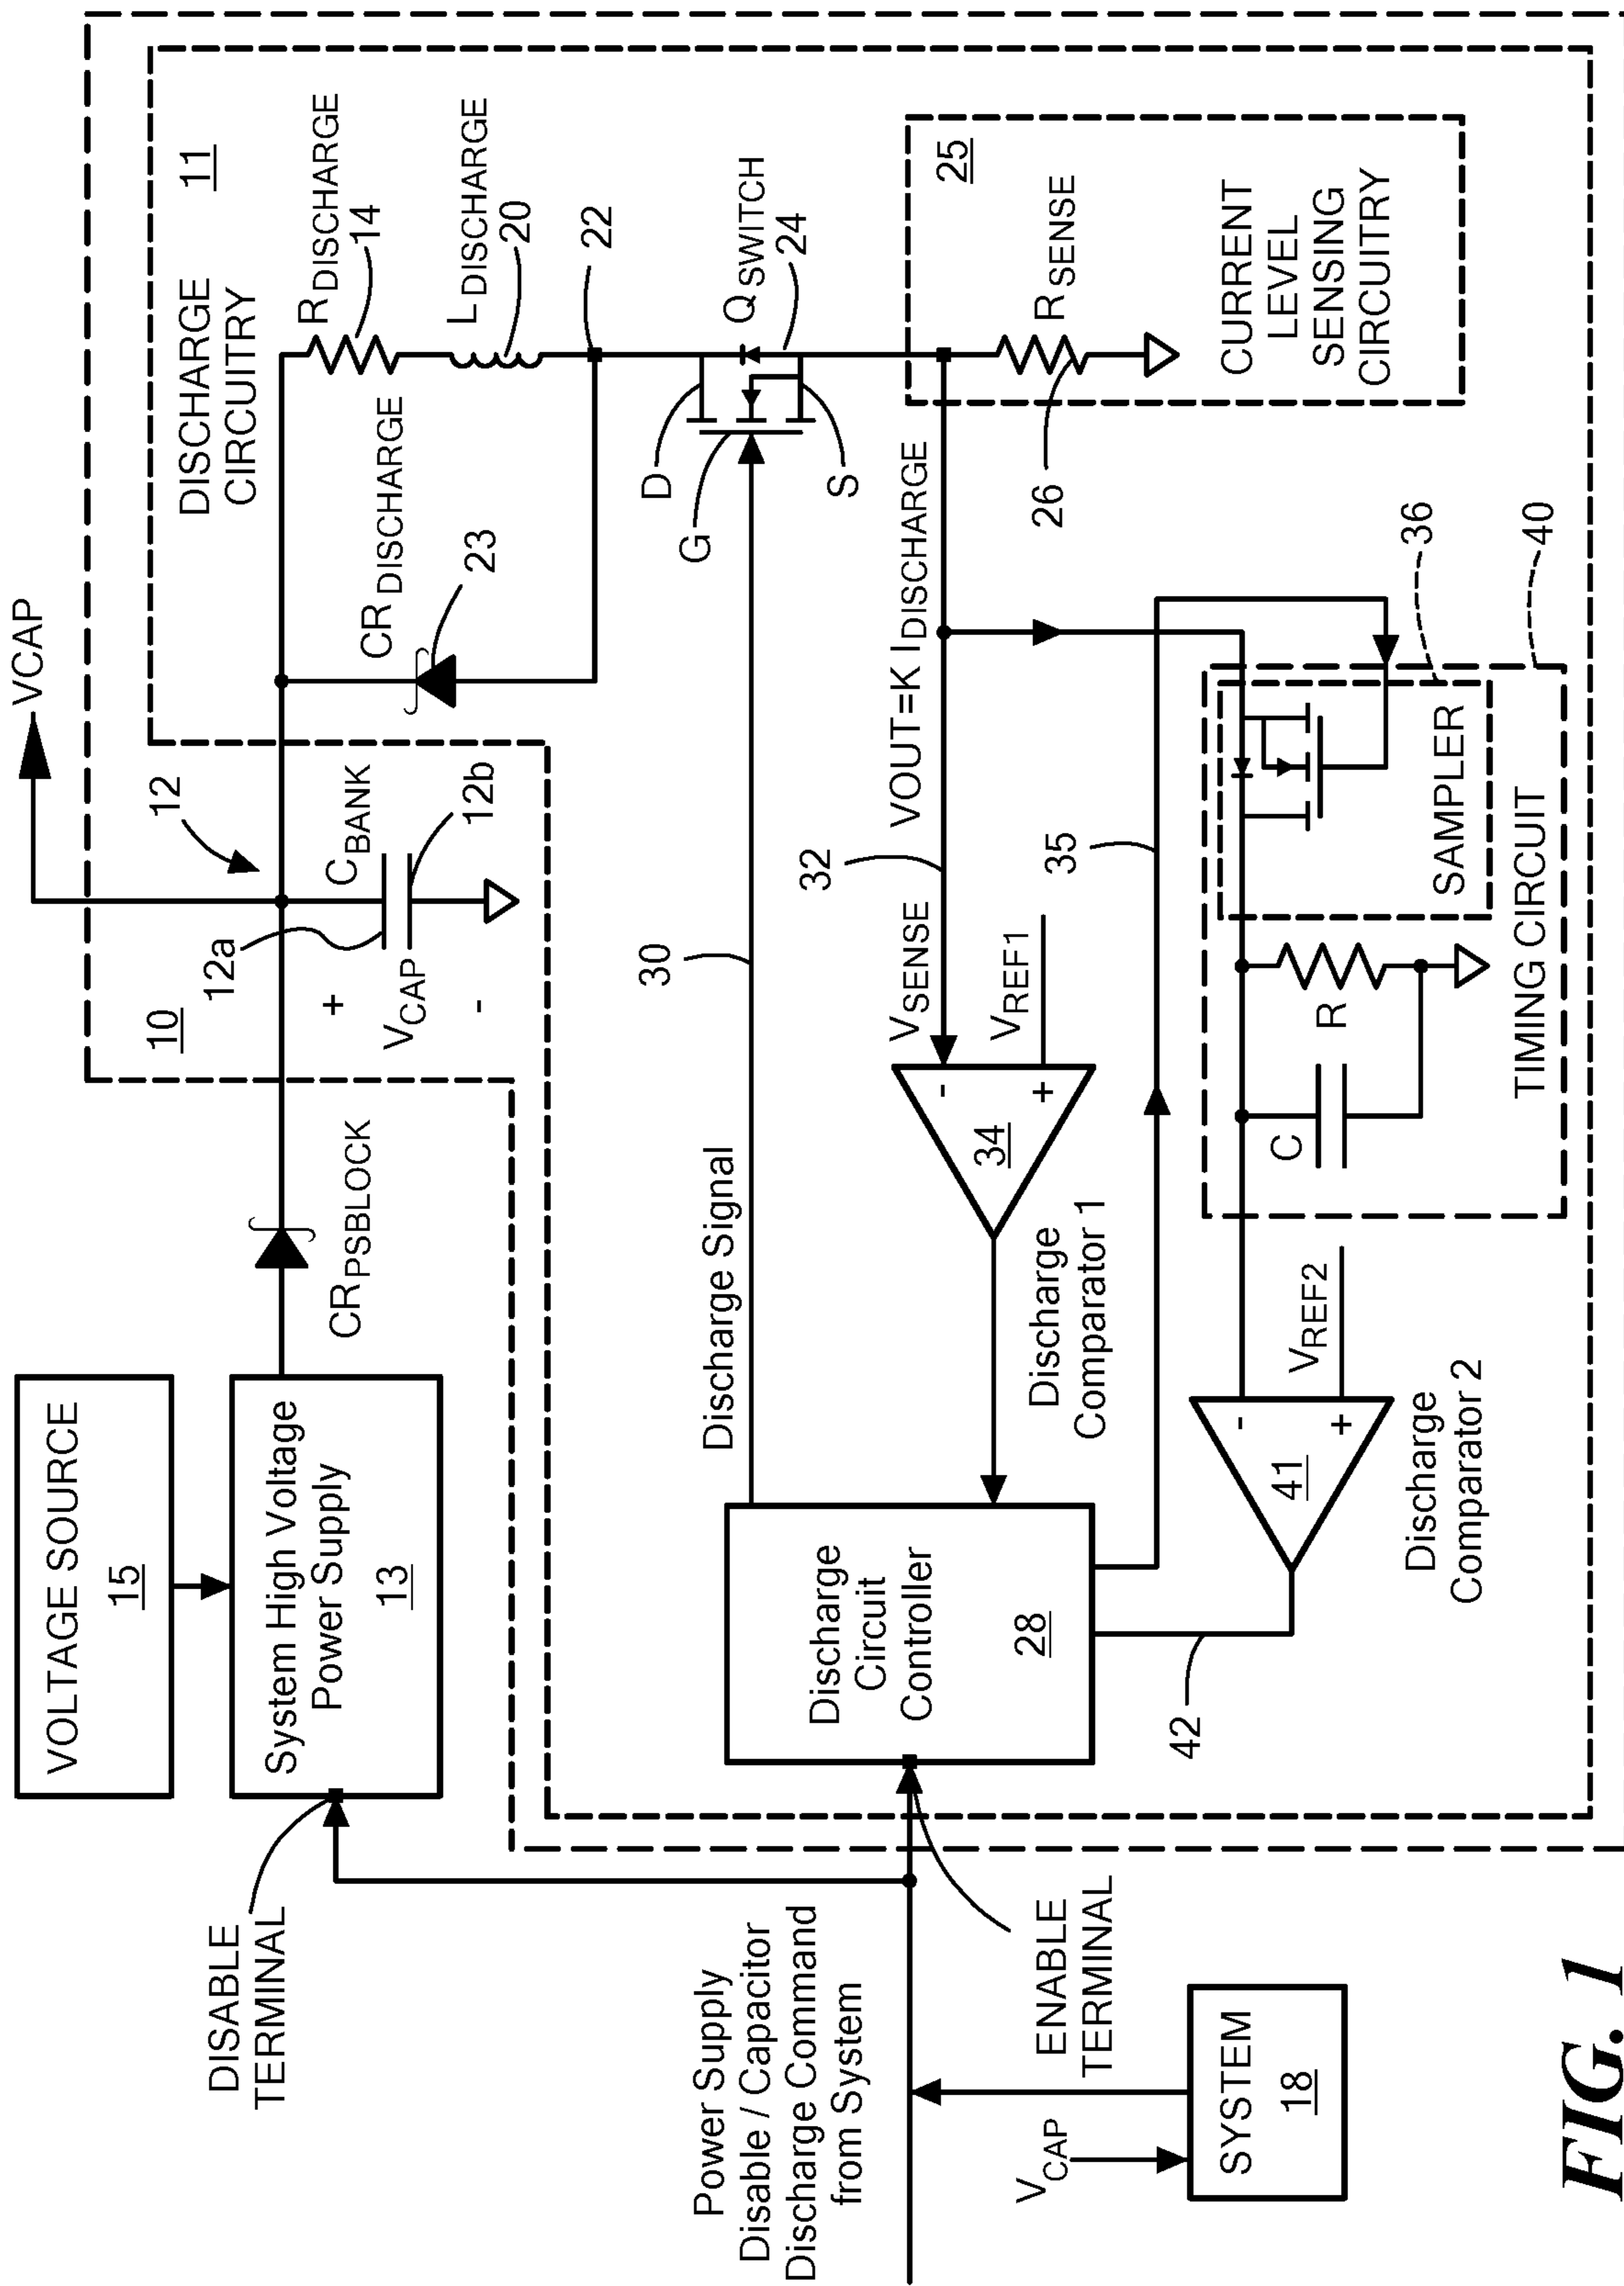 VOLTAGE SOURCE
15
System High Voltage
Power Supply
13
DISABLE
TERMINAL
CRPSBLOCK
VCAP
10
12
12a
12b
CBANK
+
VCAP
-
DISCHARGE
CIRCUITRY
11
RDISCHARGE
14
LDISCHARGE
20
CRDISCHARGE
23
22
QSWITCH
24
D
G
S
25
RSENSE
26
CURRENT
LEVEL
SENSING
CIRCUITRY
Discharge Signal
30
VSENSE
32
VOUT=K IDISCHARGE
VREF1
-
+
34
Discharge
Comparator 1
35
Discharge
Circuit
Controller
28
42
Power Supply
Disable / Capacitor
Discharge Command
from System
ENABLE
TERMINAL
VCAP
SYSTEM
18
-
+
41
VREF2
Discharge
Comparator 2
C
R
SAMPLER
36
TIMING CIRCUIT
40
FIG. 1